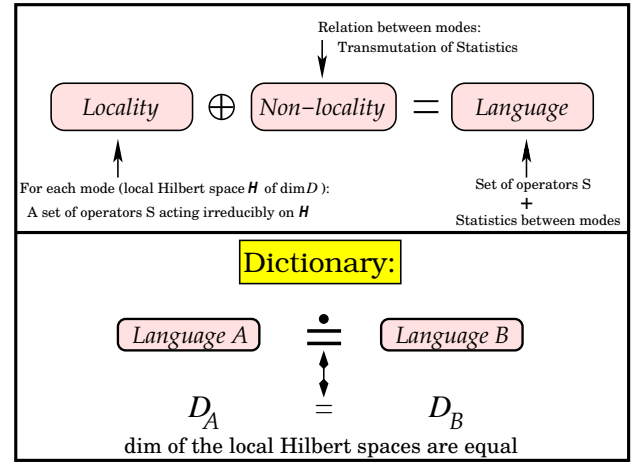 Relation between modes:
Transmutation of Statistics
Locality ⊕ Non-locality = Language
For each mode (local Hilbert space H of dim D ):
A set of operators S acting irreducibly on H
Set of operators S
+
Statistics between modes
Dictionary:
Language A ≐ Language B
D_A = D_B
dim of the local Hilbert spaces are equal